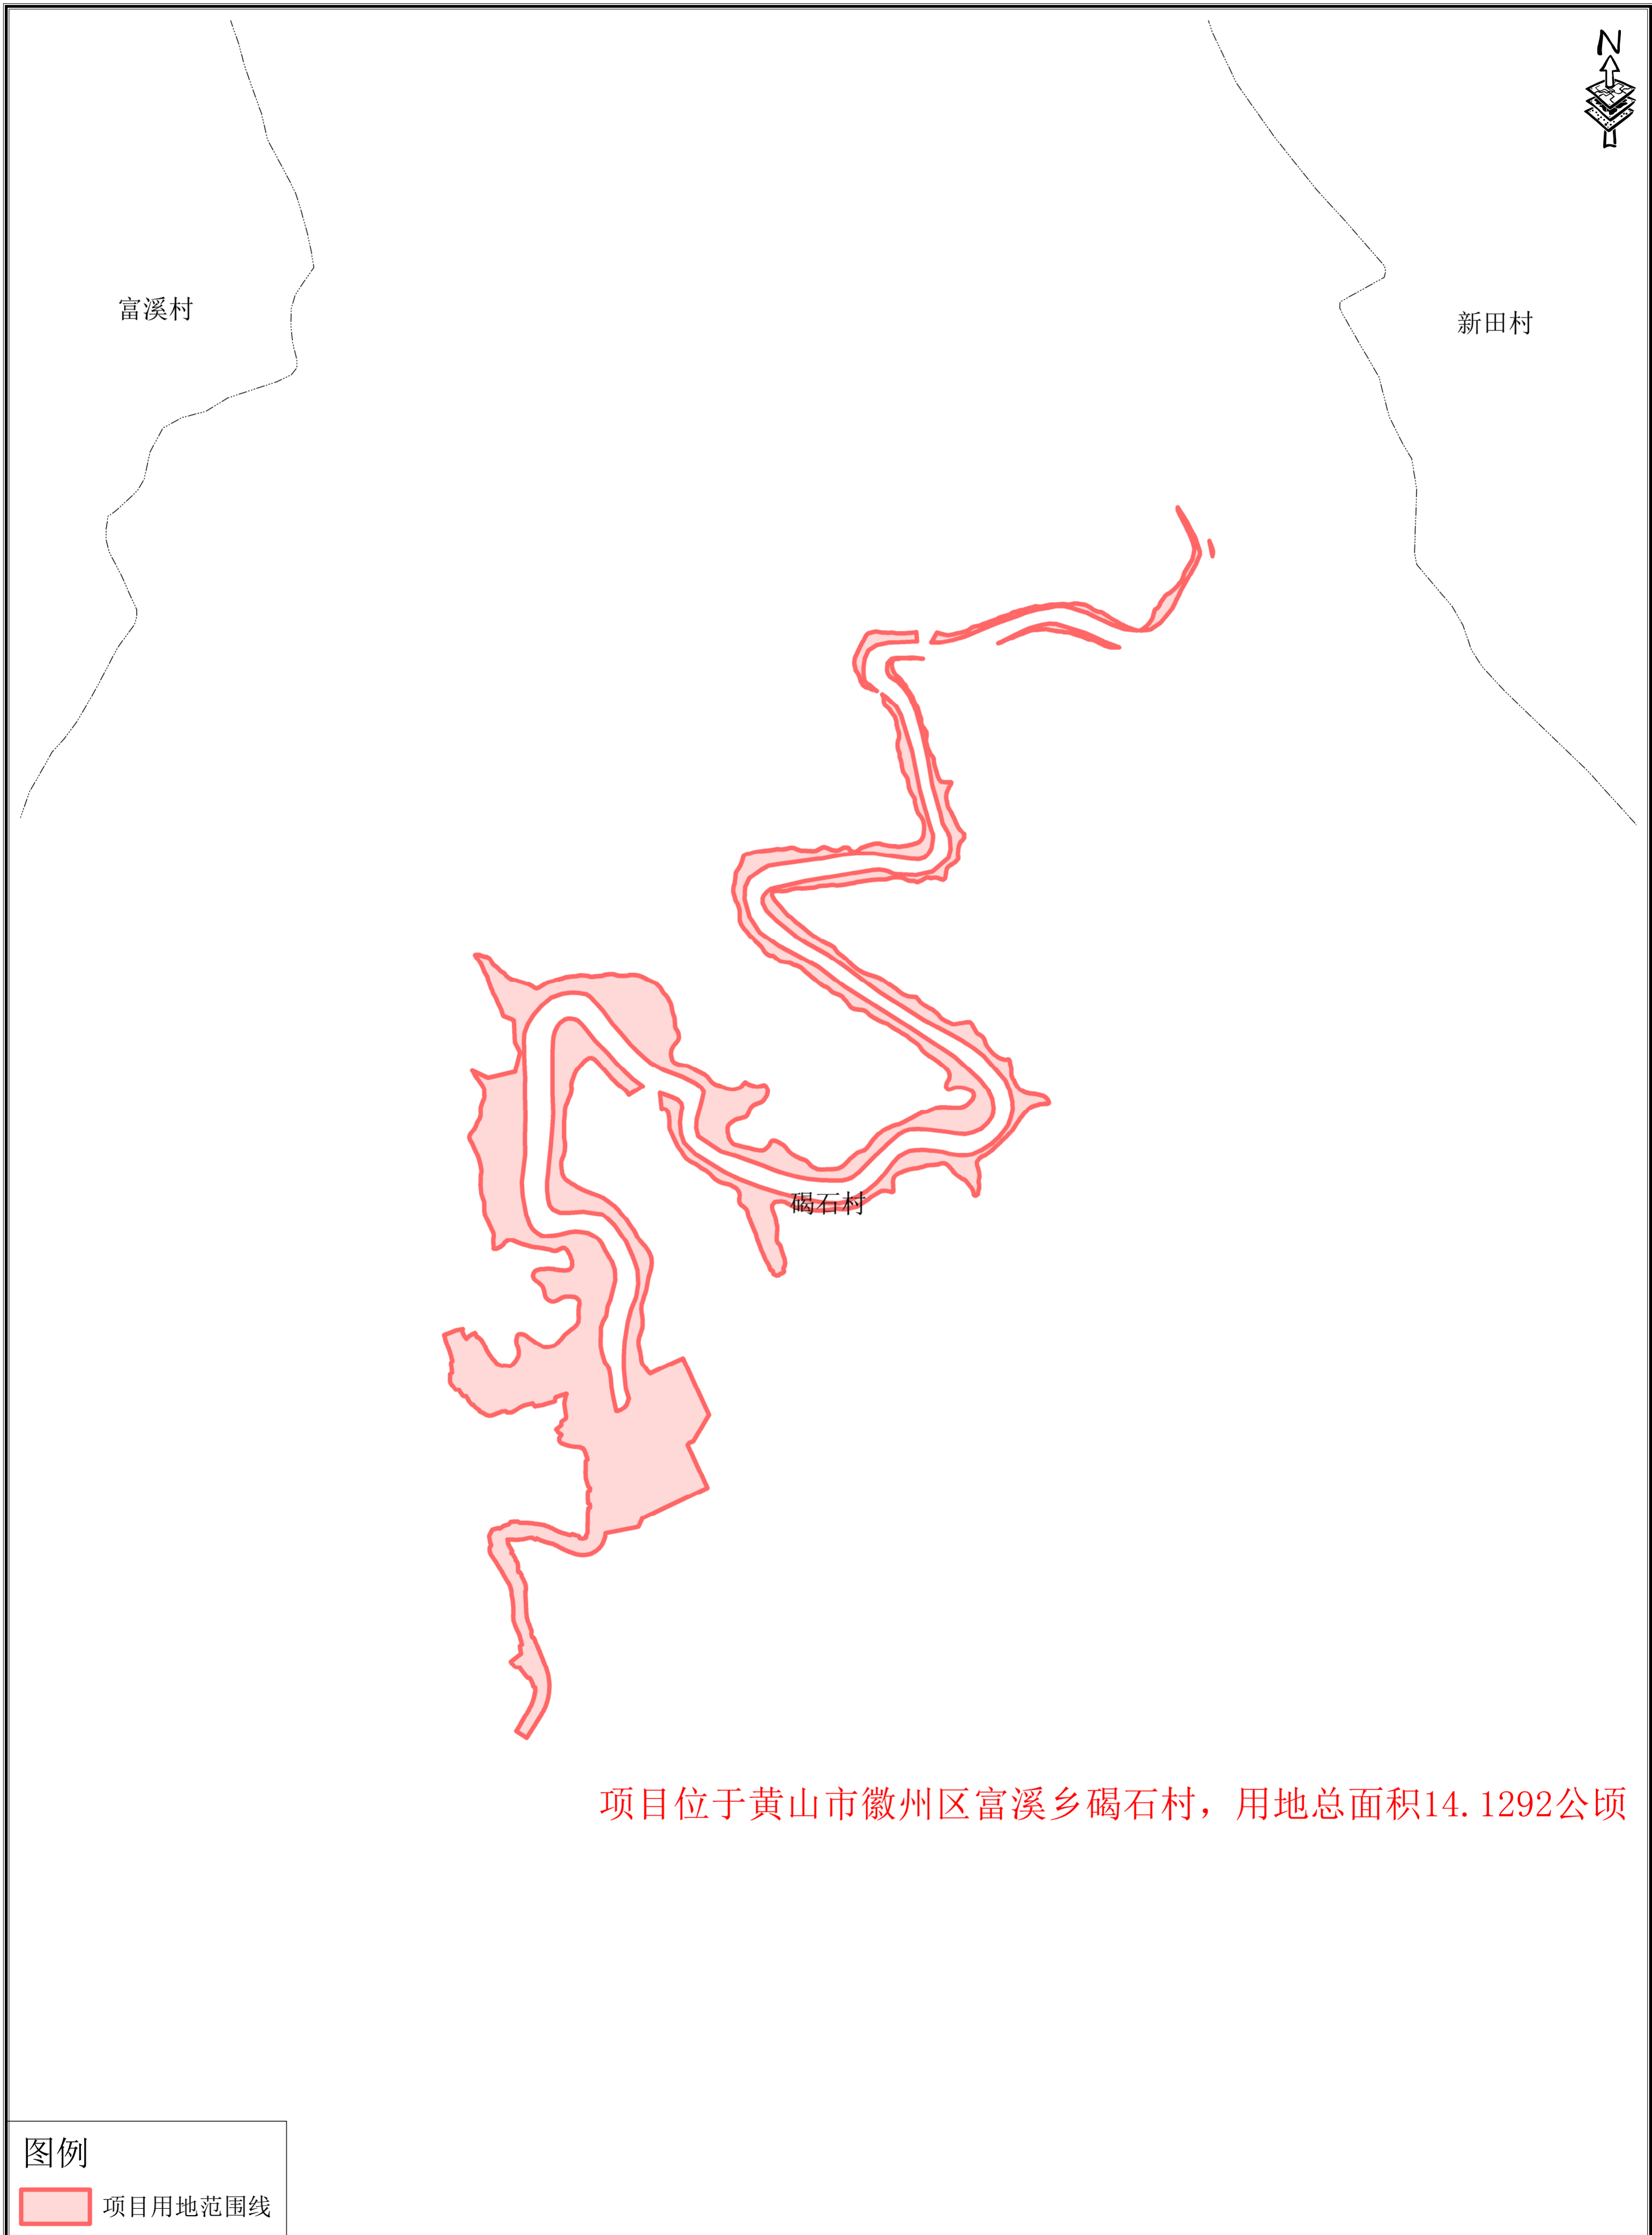 N
富溪村
新田村
碣石村
项目位于黄山市徽州区富溪乡碣石村，用地总面积14.1292公顷
图例
项目用地范围线